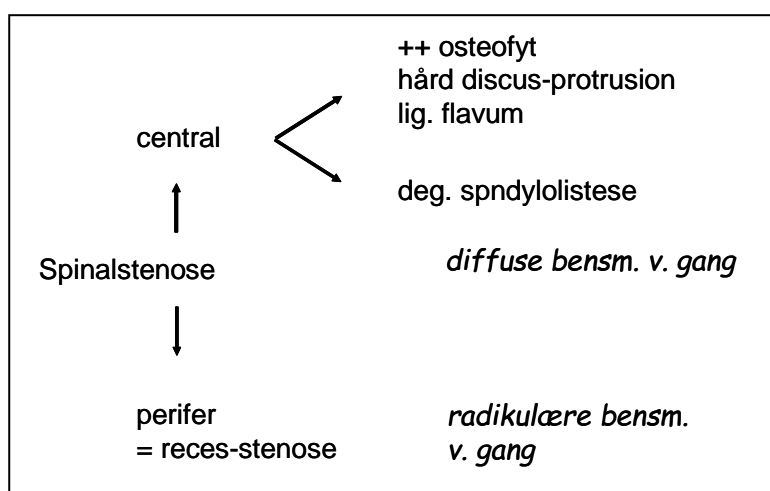 ++ osteofyt
hård discus-protrusion
lig. flavum
central
deg. spndylolistese
Spinalstenose
diffuse bensm. v. gang
perifer
= reces-stenose
radikulære bensm.
v. gang